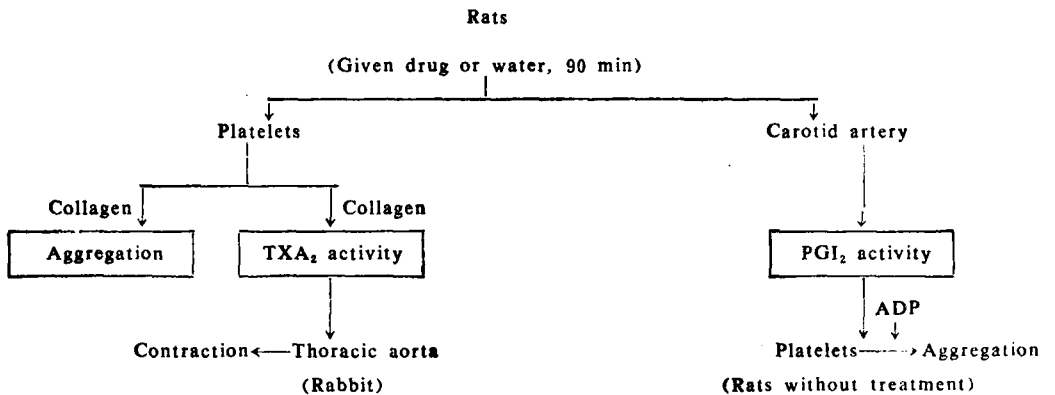 Rats
(Given drug or water, 90 min)
Platelets
Carotid artery
Collagen
Collagen
Aggregation
TXA₂ activity
PGI₂ activity
ADP
Contraction
Thoracic aorta
Platelets
Aggregation
(Rabbit)
(Rats without treatment)